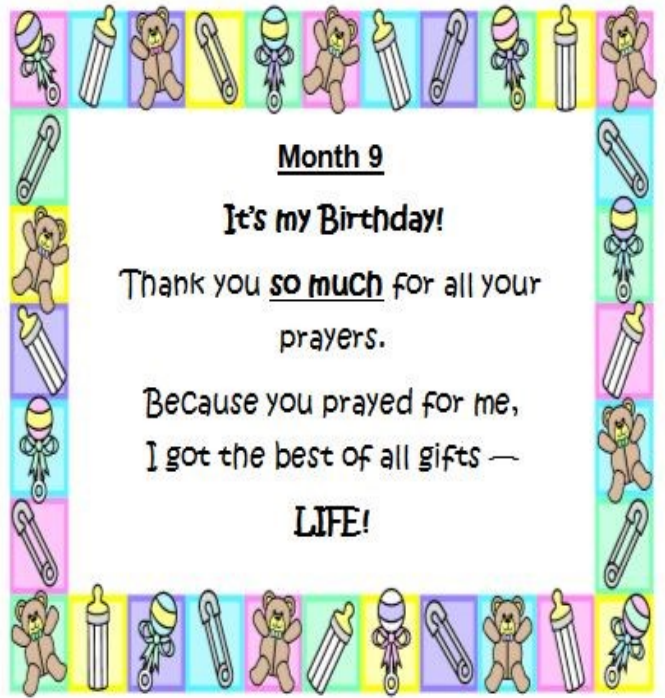 Month 9
It's my Birthday!
Thank you so much for all your
prayers.
Because you prayed for me,
I got the best of all gifts —
LIFE!